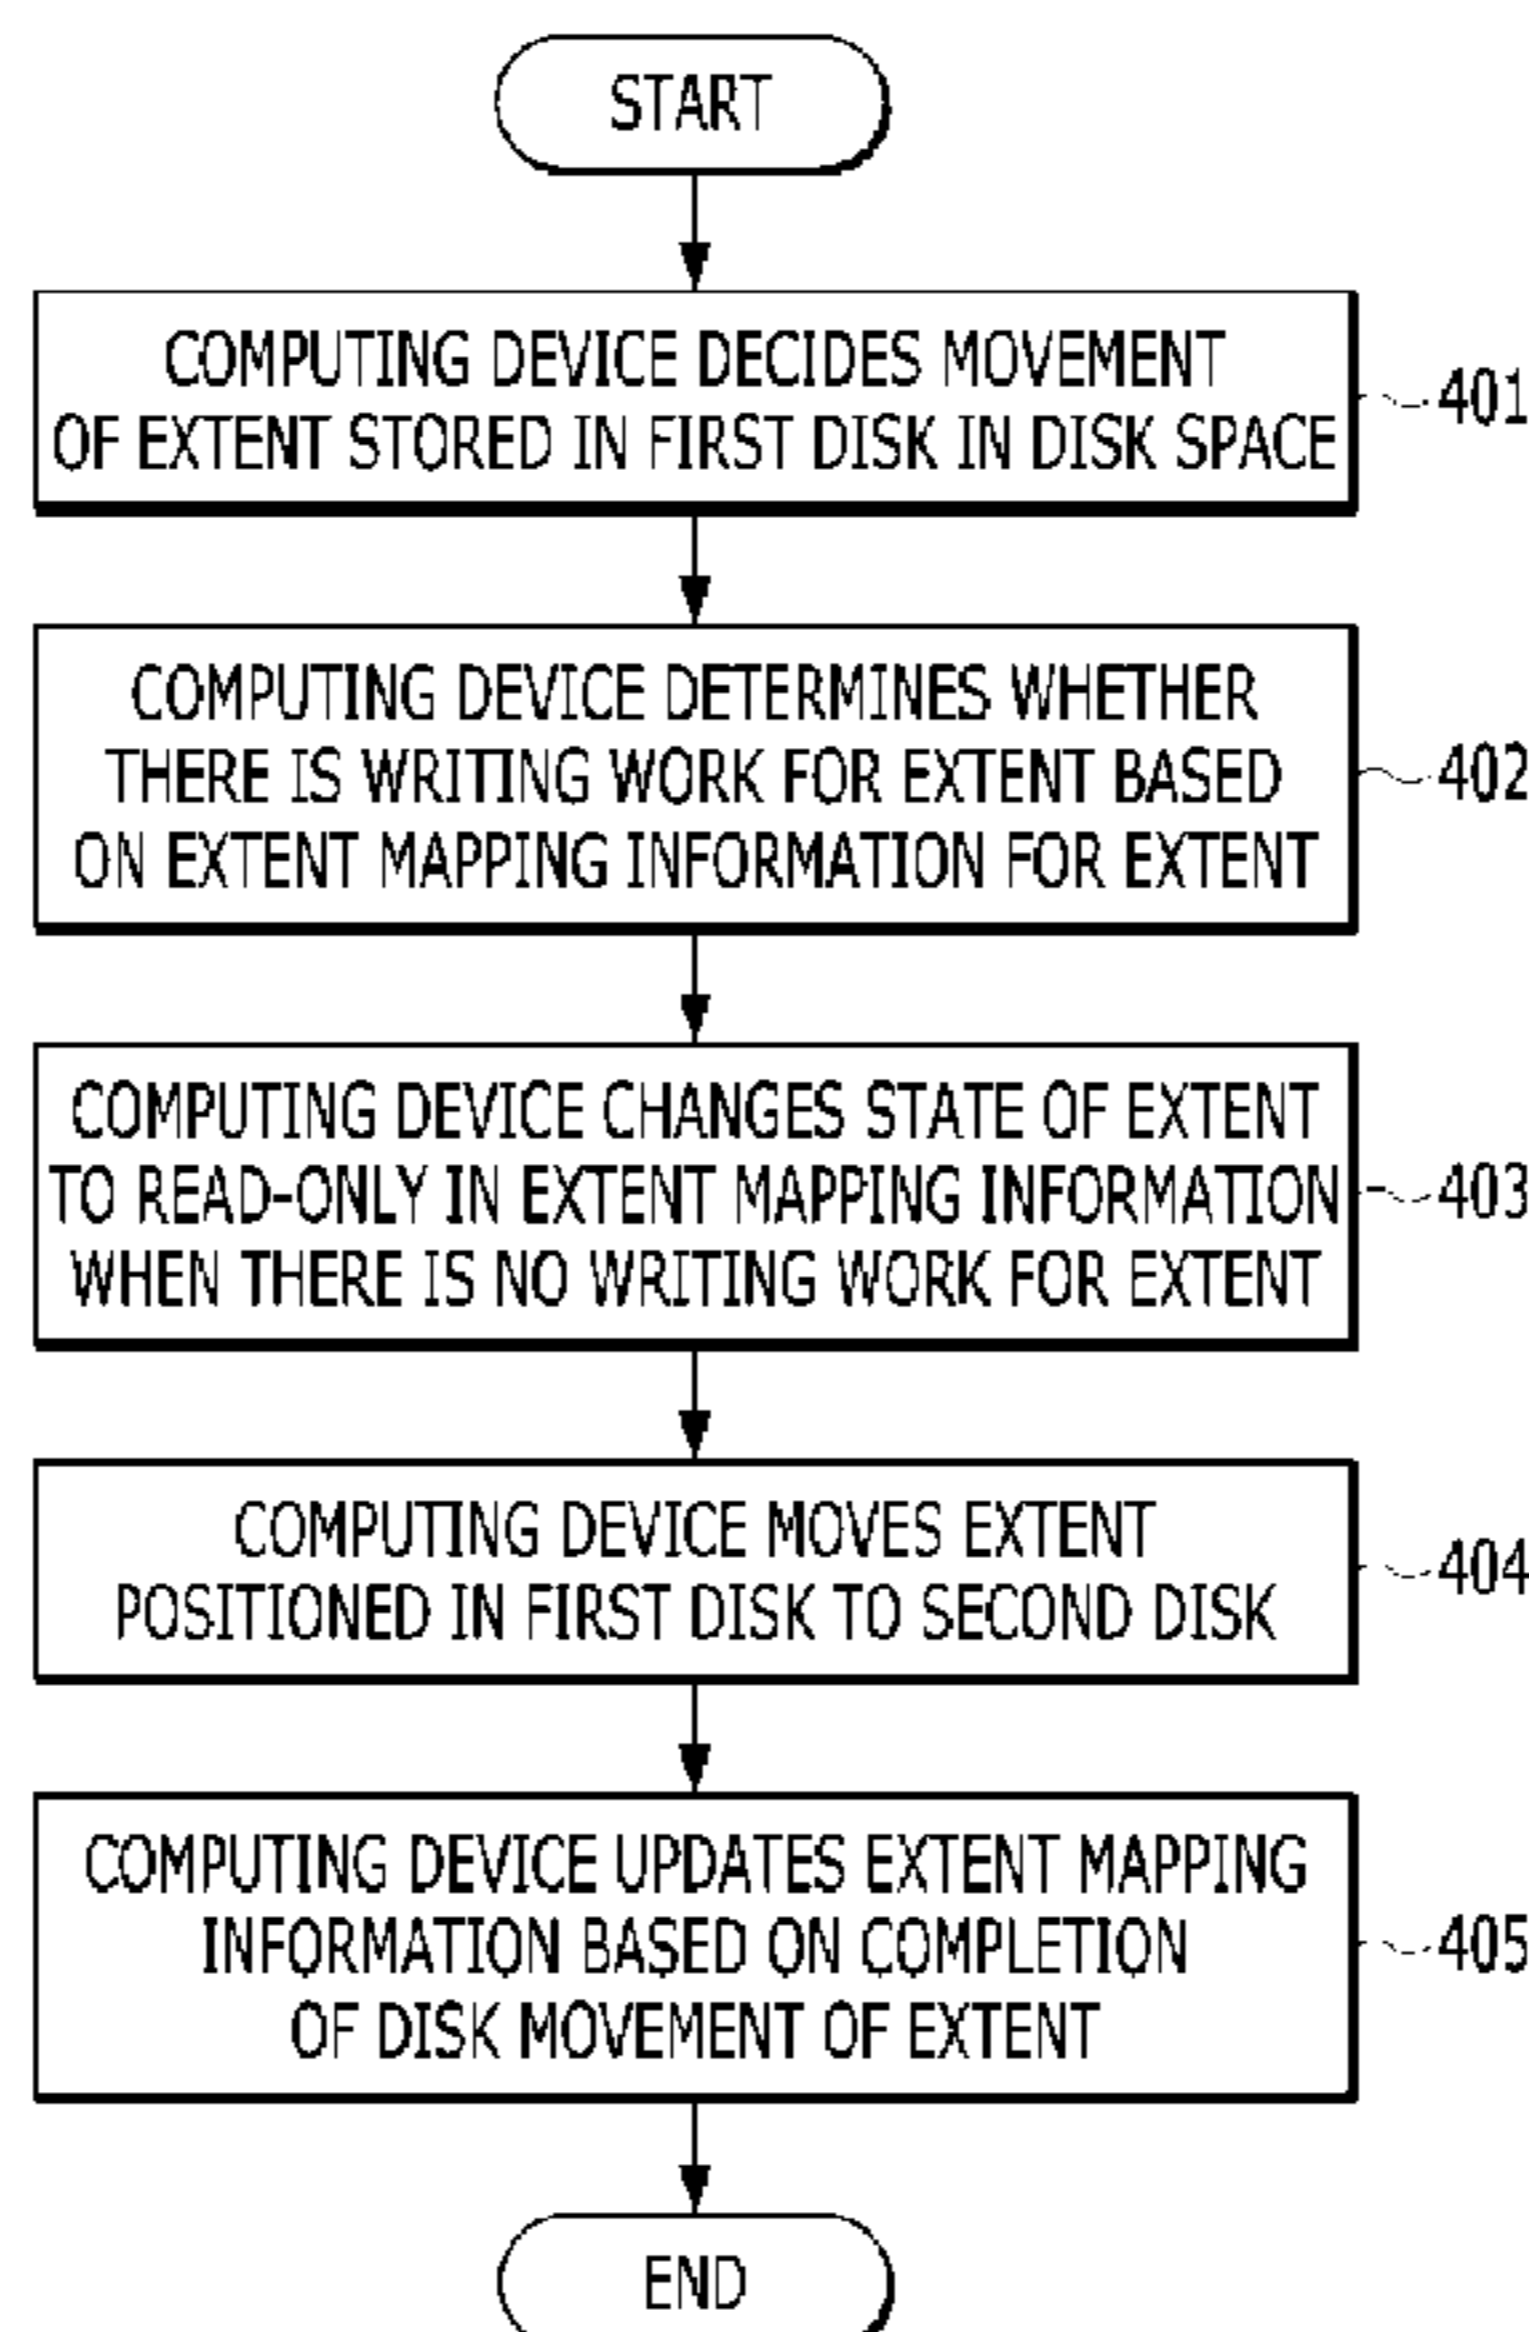 START
COMPUTING DEVICE DECIDES MOVEMENT
OF EXTENT STORED IN FIRST DISK IN DISK SPACE
401
COMPUTING DEVICE DETERMINES WHETHER
THERE IS WRITING WORK FOR EXTENT BASED
ON EXTENT MAPPING INFORMATION FOR EXTENT
402
COMPUTING DEVICE CHANGES STATE OF EXTENT
TO READ-ONLY IN EXTENT MAPPING INFORMATION
WHEN THERE IS NO WRITING WORK FOR EXTENT
403
COMPUTING DEVICE MOVES EXTENT
POSITIONED IN FIRST DISK TO SECOND DISK
404
COMPUTING DEVICE UPDATES EXTENT MAPPING
INFORMATION BASED ON COMPLETION
OF DISK MOVEMENT OF EXTENT
405
END